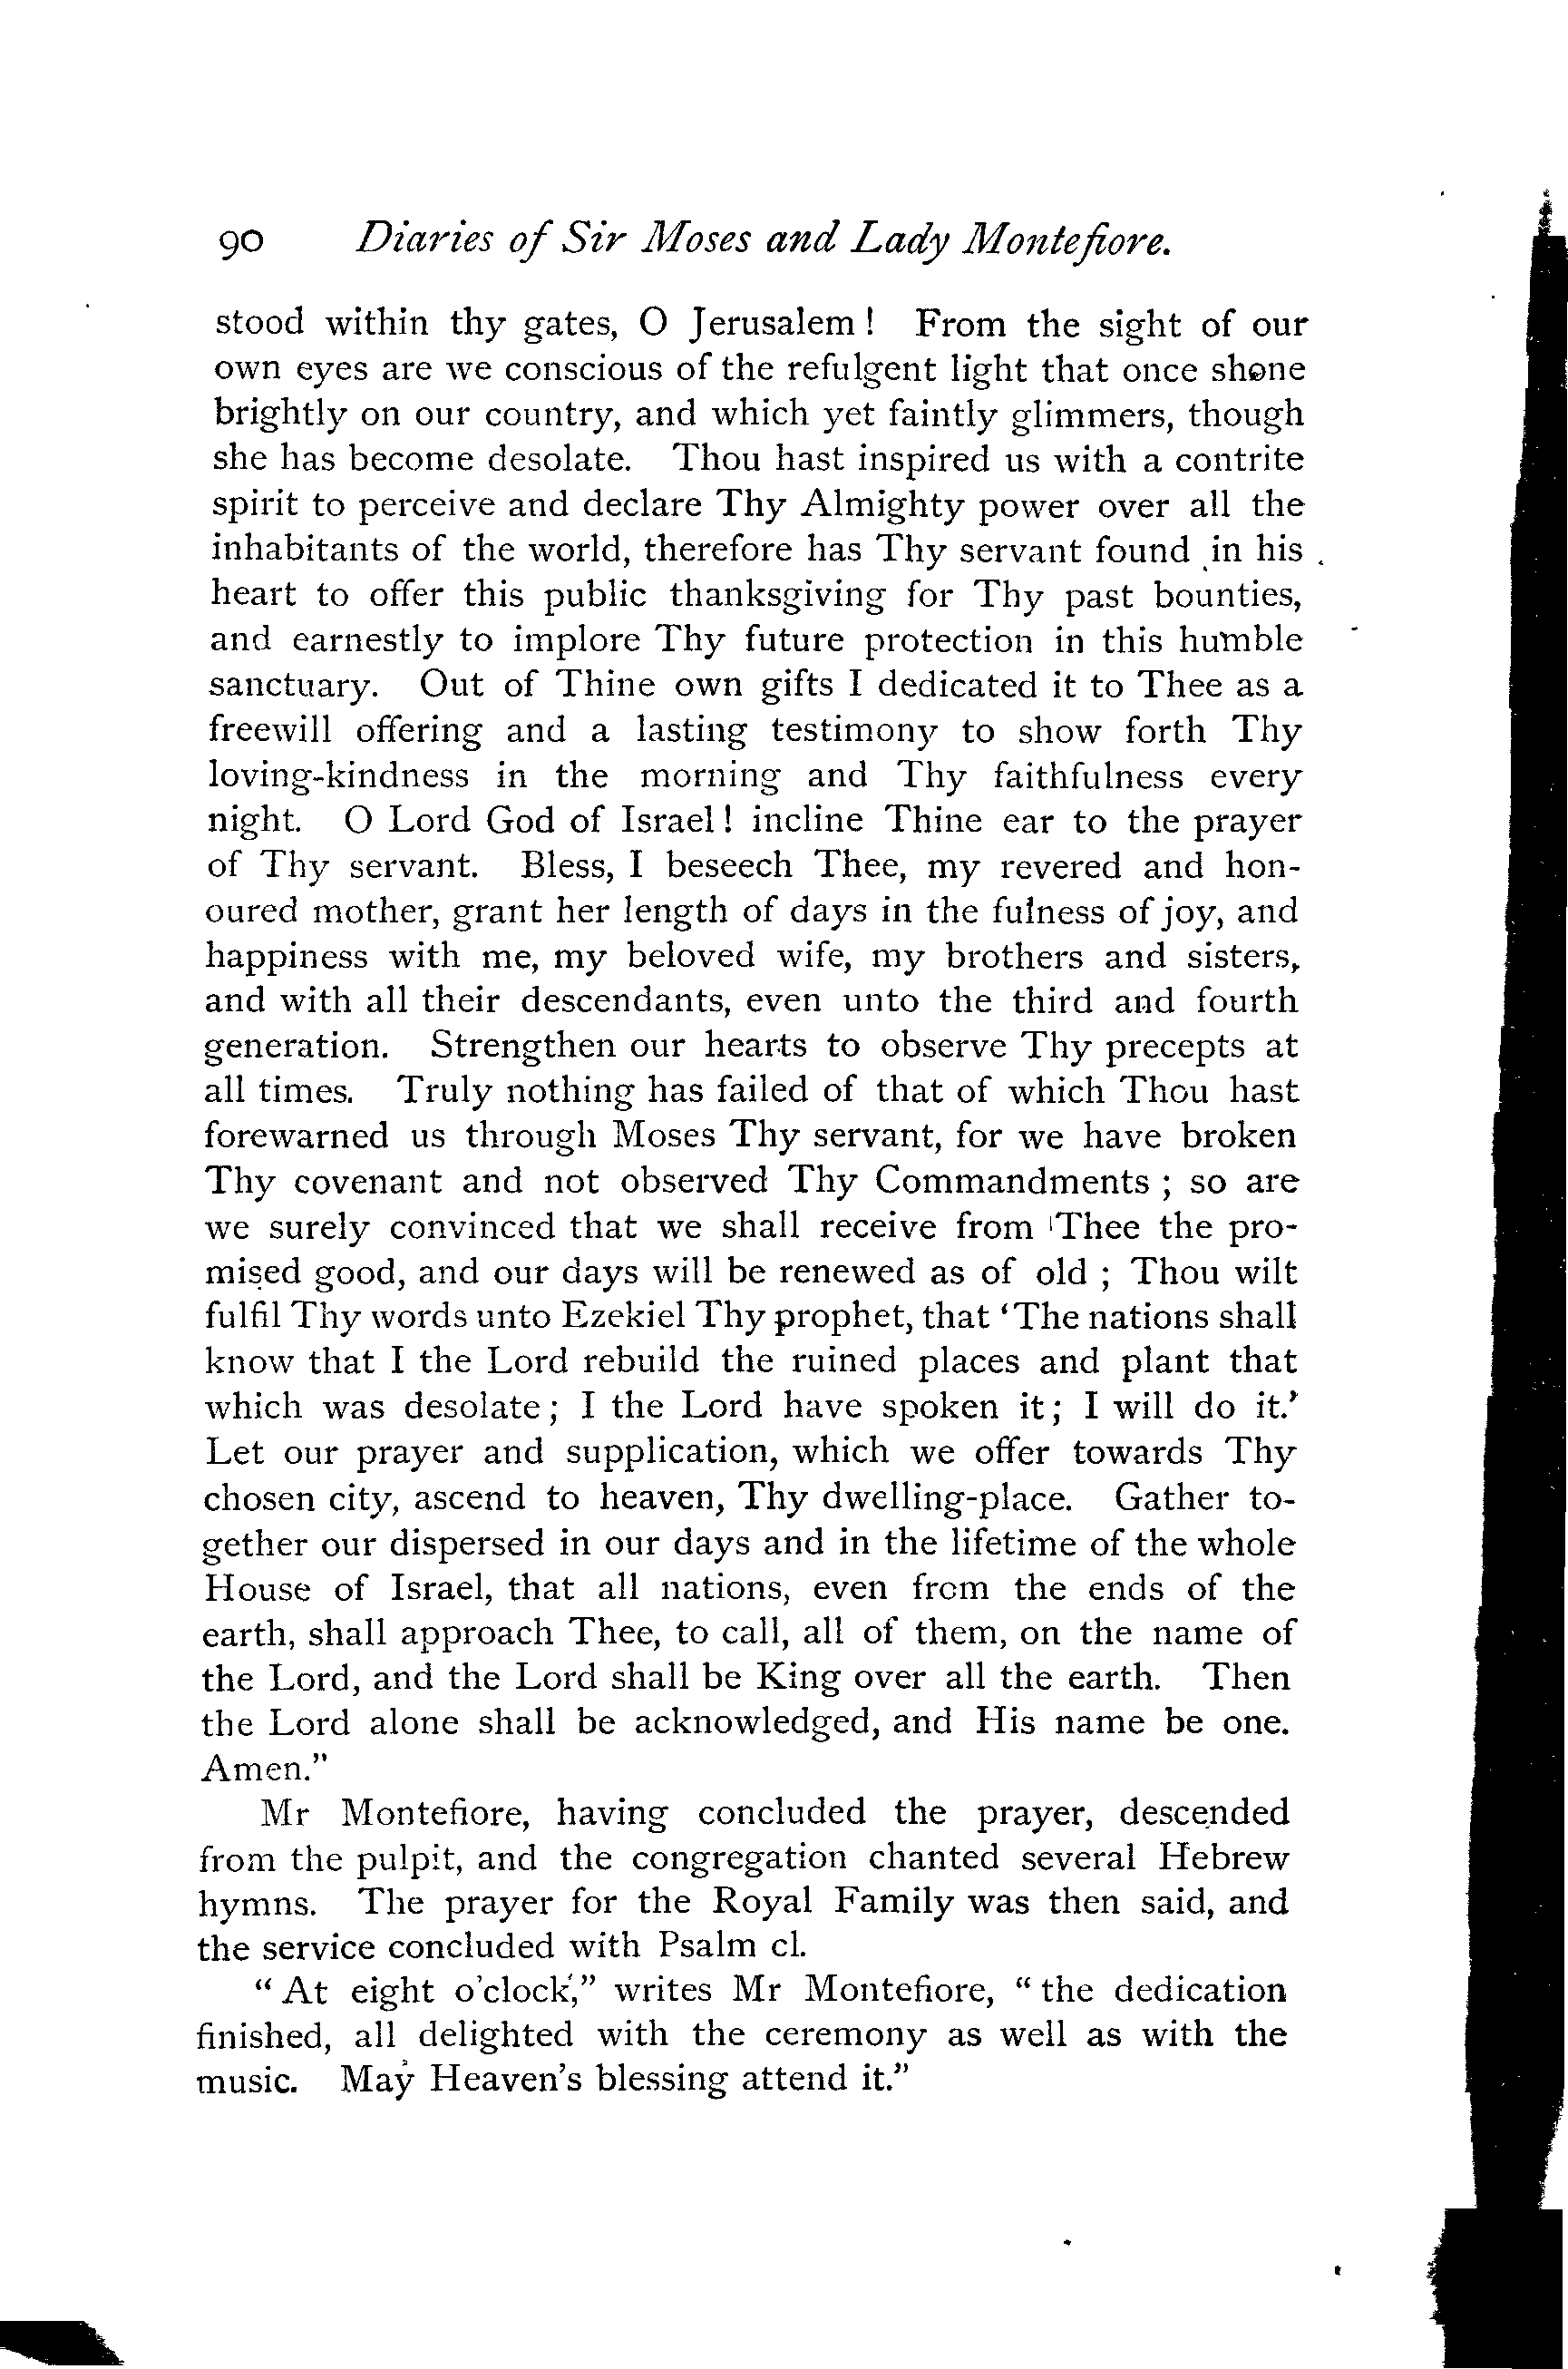 90 Diaries of Sir Moses and Lady Montefiore.
stood within thy gates, O Jerusalem! From the sight of our
own eyes are we conscious of the refulgent light that once shone
brightly on our country, and which yet faintly glimmers, though
she has become desolate. Thou hast inspired us with a contrite
spirit to perceive and declare Thy Almighty power over all the
inhabitants of the world, therefore has Thy servant found in his
heart to offer this public thanksgiving for Thy past bounties,
and earnestly to implore Thy future protection in this humble
sanctuary. Out of Thine own gifts I dedicated it to Thee as a
freewill offering and a lasting testimony to show forth Thy
loving-kindness in the morning and Thy faithfulness every
night. O Lord God of Israel! incline Thine ear to the prayer
of Thy servant. Bless, I beseech Thee, my revered and hon-
oured mother, grant her length of days in the fulness of joy, and
happiness with me, my beloved wife, my brothers and sisters,
and with all their descendants, even unto the third and fourth
generation. Strengthen our hearts to observe Thy precepts at
all times. Truly nothing has failed of that of which Thou hast
forewarned us through Moses Thy servant, for we have broken
Thy covenant and not observed Thy Commandments; so are
we surely convinced that we shall receive from Thee the pro-
mised good, and our days will be renewed as of old; Thou wilt
fulfil Thy words unto Ezekiel Thy prophet, that 'The nations shall
know that I the Lord rebuild the ruined places and plant that
which was desolate; I the Lord have spoken it; I will do it.'
Let our prayer and supplication, which we offer towards Thy
chosen city, ascend to heaven, Thy dwelling-place. Gather to-
gether our dispersed in our days and in the lifetime of the whole
House of Israel, that all nations, even from the ends of the
earth, shall approach Thee, to call, all of them, on the name of
the Lord, and the Lord shall be King over all the earth. Then
the Lord alone shall be acknowledged, and His name be one.
Amen."
Mr Montefiore, having concluded the prayer, descended
from the pulpit, and the congregation chanted several Hebrew
hymns. The prayer for the Royal Family was then said, and
the service concluded with Psalm cl.
"At eight o'clock," writes Mr Montefiore, "the dedication
finished, all delighted with the ceremony as well as with the
music. May Heaven's blessing attend it."